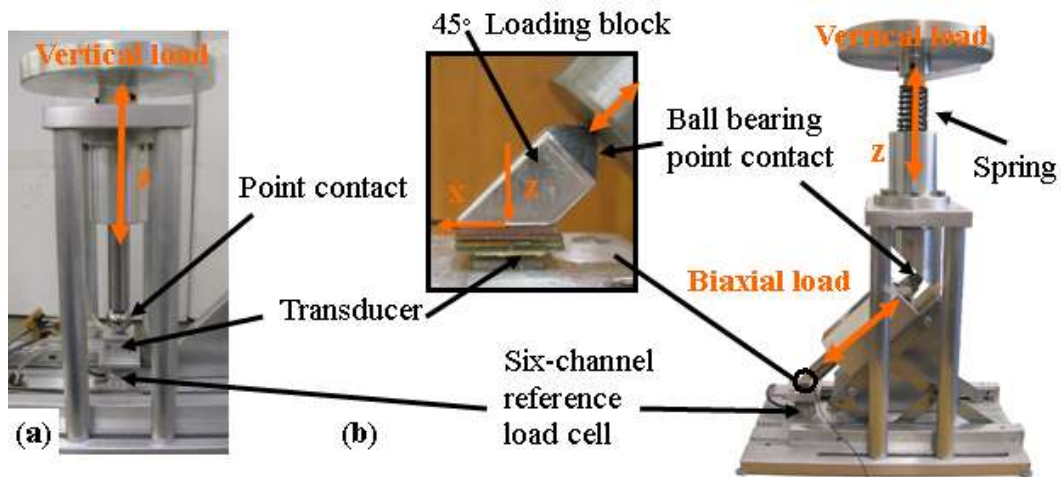 Vertical load
z
Point contact
Transducer
(a)
45° Loading block
x
z
Ball bearing
point contact
Biaxial load
Six-channel
reference
load cell
(b)
Vertical load
z
Spring